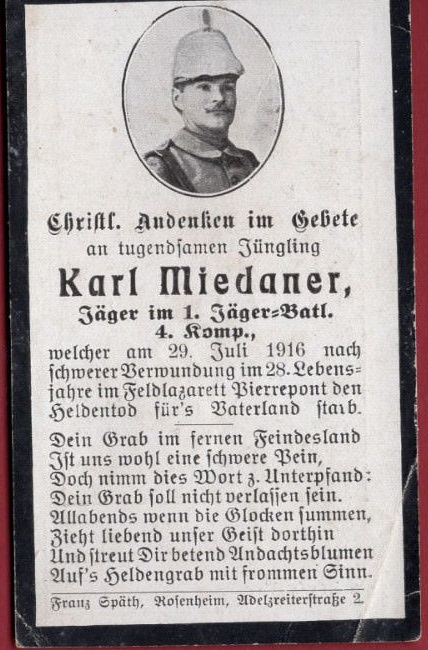 Christl. Andenken im Gebete
an tugendsamen Jüngling
Karl Miedaner,
Jäger im 1. Jäger=Batl.
4. Komp.,
welcher am 29. Juli 1916 nach
schwerer Verwundung im 28. Lebens=
jahre im Feldlazarett Pierrepont den
Heldentod für's Vaterland starb.
Dein Grab im fernen Feindesland
Ist uns wohl eine schwere Pein,
Doch nimm dies Wort z. Unterpfand:
Dein Grab soll nicht verlassen sein.
Allabends wenn die Glocken summen,
Zieht liebend unser Geist dorthin
Und streut Dir betend Andachtsblumen
Auf's Heldengrab mit frommen Sinn.
Franz Späth, Rosenheim, Adelzreiterstraße 2.